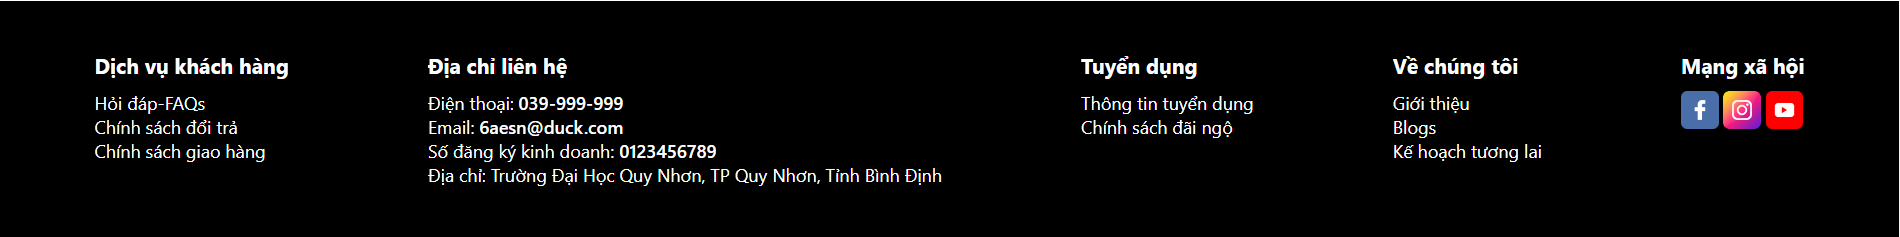 Dịch vụ khách hàng
Hỏi đáp-FAQs
Chính sách đổi trả
Chính sách giao hàng
Địa chỉ liên hệ
Điện thoại: 039-999-999
Email: 6aesn@duck.com
Số đăng ký kinh doanh: 0123456789
Địa chỉ: Trường Đại Học Quy Nhơn, TP Quy Nhơn, Tỉnh Bình Định
Tuyển dụng
Thông tin tuyển dụng
Chính sách đãi ngộ
Về chúng tôi
Giới thiệu
Blogs
Kế hoạch tương lai
Mạng xã hội